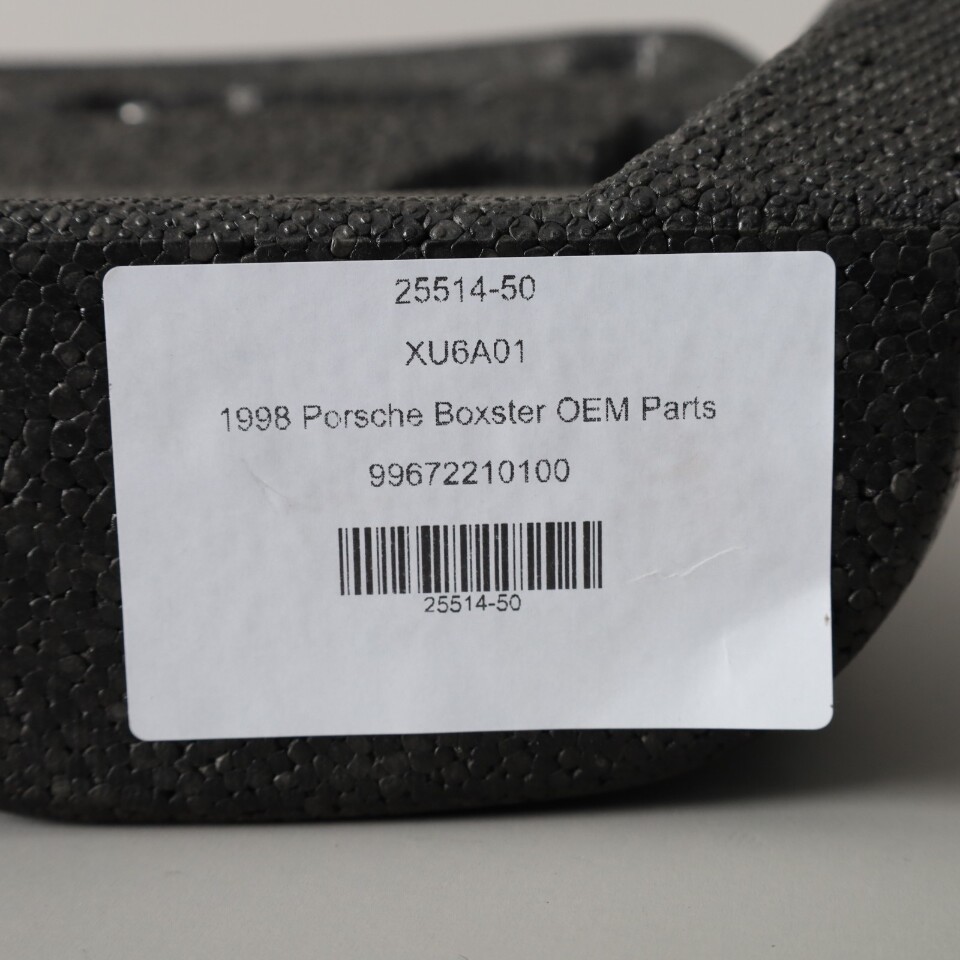 25514-50
XU6A01
1998 Porsche Boxster OEM Parts
99672210100
25514-50